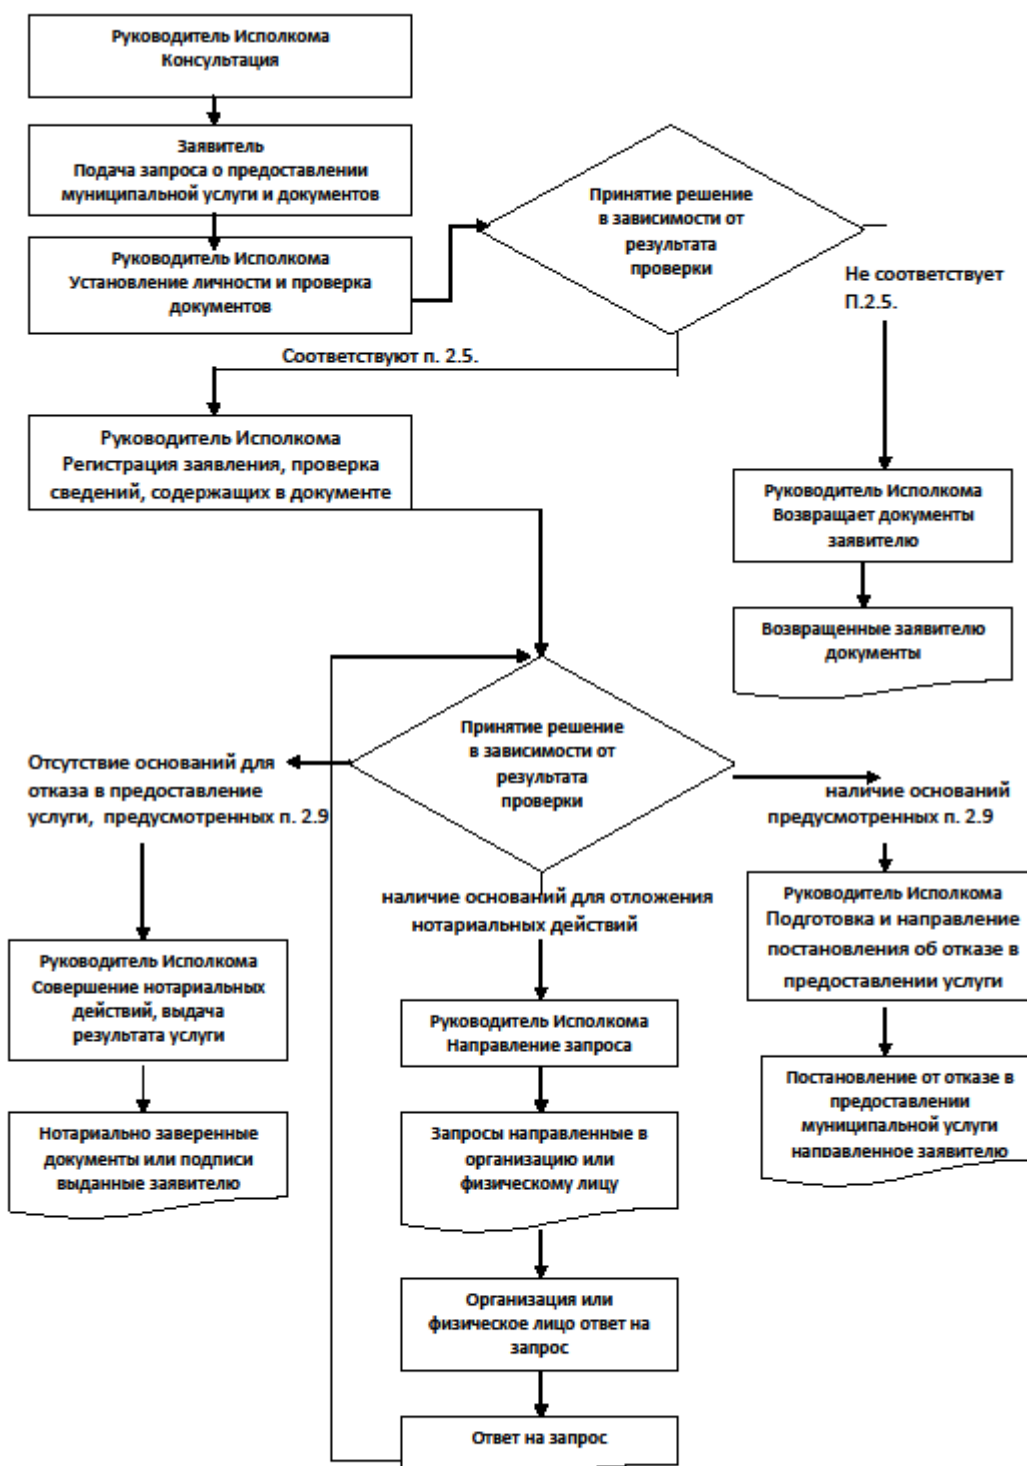 Руководитель Исполкома
Консультация
Заявитель
Подача запроса о предоставлении
муниципальной услуги и документов
Руководитель Исполкома
Установление личности и проверка
документов
Принятие решение
в зависимости от
результата
проверки
Не соответствует
П.2.5.
Соответствуют п. 2.5.
Руководитель Исполкома
Регистрация заявления, проверка
сведений, содержащих в документе
Руководитель Исполкома
Возвращает документы
заявителю
Возвращенные заявителю
документы
Принятие решение
в зависимости от
результата
проверки
Отсутствие оснований для
отказа в предоставление
услуги, предусмотренных п. 2.9
наличие оснований
предусмотренных п. 2.9
наличие оснований для отложения
нотариальных действий
Руководитель Исполкома
Подготовка и направление
постановления об отказе в
предоставлении услуги
Руководитель Исполкома
Совершение нотариальных
действий, выдача
результата услуги
Руководитель Исполкома
Направление запроса
Постановление от отказе в
предоставлении
муниципальной услуги
направленное заявителю
Нотариально заверенные
документы или подписи
выданные заявителю
Запросы направленные в
организацию или
физическому лицу
Организация или
физическое лицо ответ на
запрос
Ответ на запрос